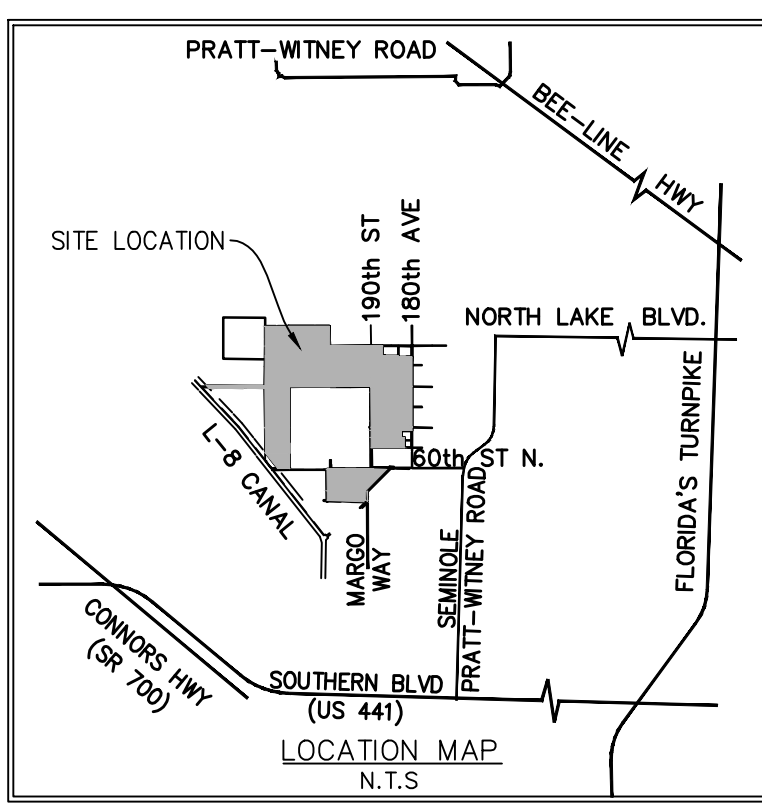 PRATT-WITNEY ROAD
BEE-LINE
HWY
SITE LOCATION
190th ST
180th AVE
NORTH LAKE BLVD.
FLORIDA'S TURNPIKE
L-8 CANAL
60th ST N.
MARGO
WAY
SEMINOLE
PRATT-WITNEY ROAD
CONNORS HWY
(SR 700)
SOUTHERN BLVD
(US 441)
LOCATION MAP
N.T.S